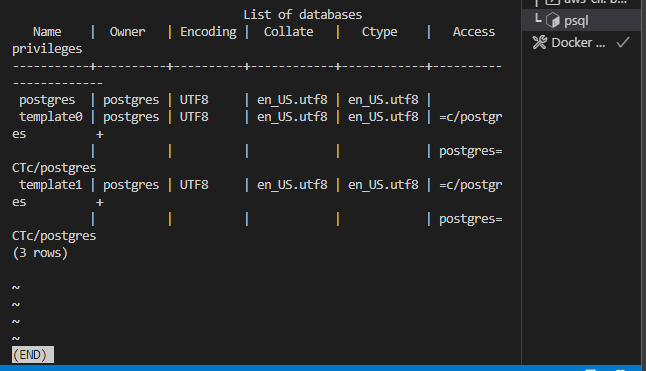 List of databases
Name | Owner | Encoding | Collate | Ctype | Access
privileges
-----------+----------+----------+------------+------------+----------
-------------
postgres | postgres | UTF8 | en_US.utf8 | en_US.utf8 |
template0 | postgres | UTF8 | en_US.utf8 | en_US.utf8 | =c/postgr
es +
| | | | | postgres=
CTc/postgres
template1 | postgres | UTF8 | en_US.utf8 | en_US.utf8 | =c/postgr
es +
| | | | | postgres=
CTc/postgres
(3 rows)
~
~
~
~
(END)
psql
Docker ...